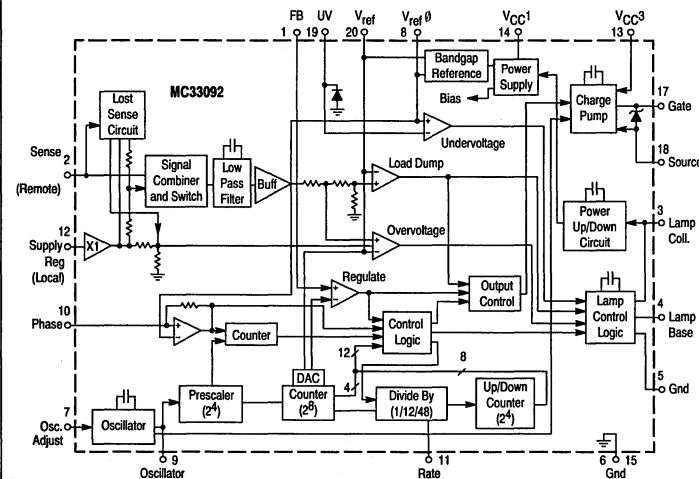 FB UV Vref Vref Ø VCC1 VCC3
1 19 20 8 14 13
MC33092
Lost
Sense
Circuit
Bandgap
Reference
Power
Supply
Bias
Charge
Pump
17
Gate
18
Source
Undervoltage
Sense
2
(Remote)
Signal
Combiner
and Switch
Low
Pass
Filter
Buff
Load Dump
Power
Up/Down
Circuit
3
Lamp
Coll.
12
Supply
Reg
(Local)
X1
Overvoltage
Regulate
Output
Control
Lamp
Control
Logic
4
Lamp
Base
10
Phase
Counter
Control
Logic
12
4
8
5
Gnd
Prescaler
(2⁴)
DAC
Counter
(2⁸)
Divide By
(1/12/48)
Up/Down
Counter
(2⁴)
7
Osc.
Adjust
Oscillator
9
Oscillator
11
Rate
6 15
Gnd